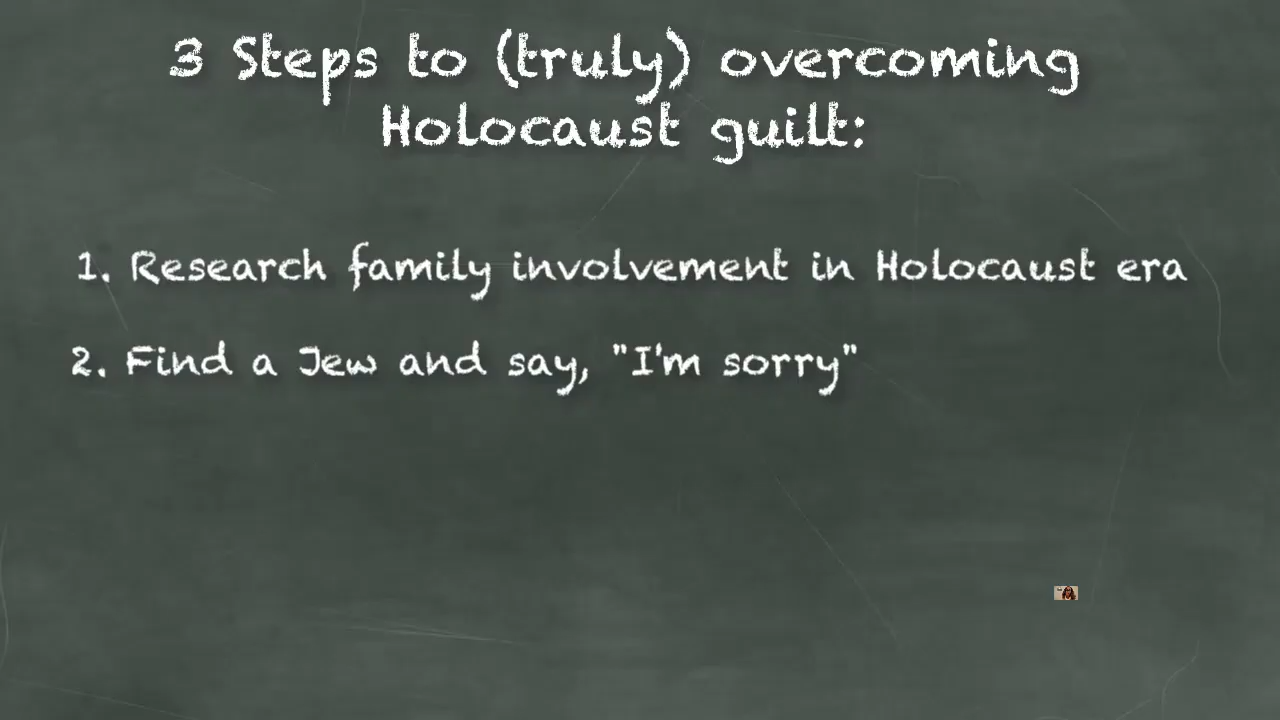 3 Steps to (truly) overcoming
Holocaust guilt:
1. Research family involvement in Holocaust era
2. Find a Jew and say, "I'm sorry"